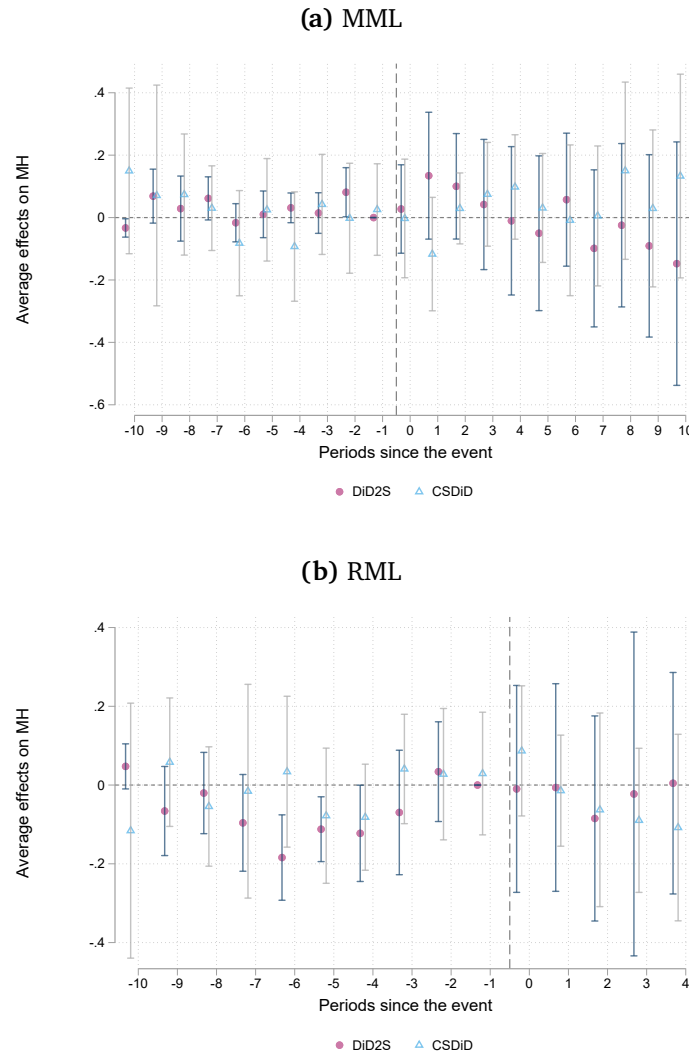 (a) MML
Average effects on MH
.4
.2
0
-.2
-.4
-.6
-10 -9 -8 -7 -6 -5 -4 -3 -2 -1 0 1 2 3 4 5 6 7 8 9 10
Periods since the event
DiD2S CSDiD
(b) RML
Average effects on MH
.4
.2
0
-.2
-.4
-10 -9 -8 -7 -6 -5 -4 -3 -2 -1 0 1 2 3 4
Periods since the event
DiD2S CSDiD